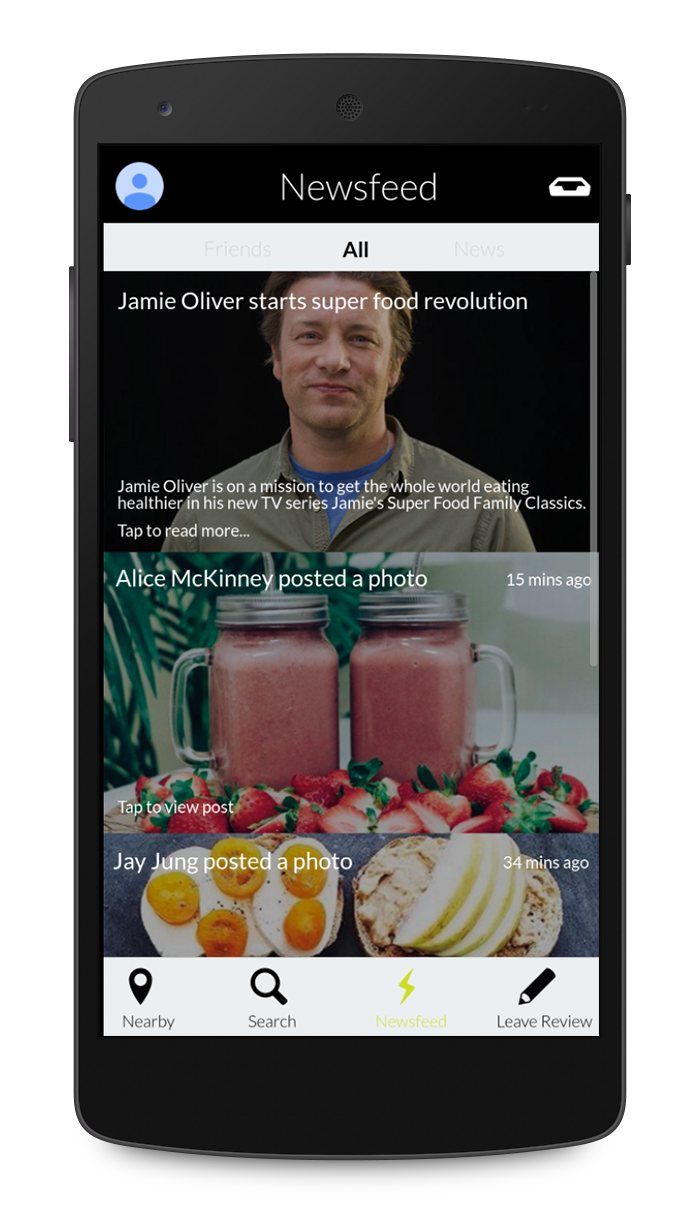 Newsfeed
Friends All News
Jamie Oliver starts super food revolution
Jamie Oliver is on a mission to get the whole world eating
healthier in his new TV series Jamie's Super Food Family Classics.
Tap to read more...
Alice McKinney posted a photo 15 mins ago
Tap to view post
Jay Jung posted a photo 34 mins ago
Nearby Search Newsfeed Leave Review